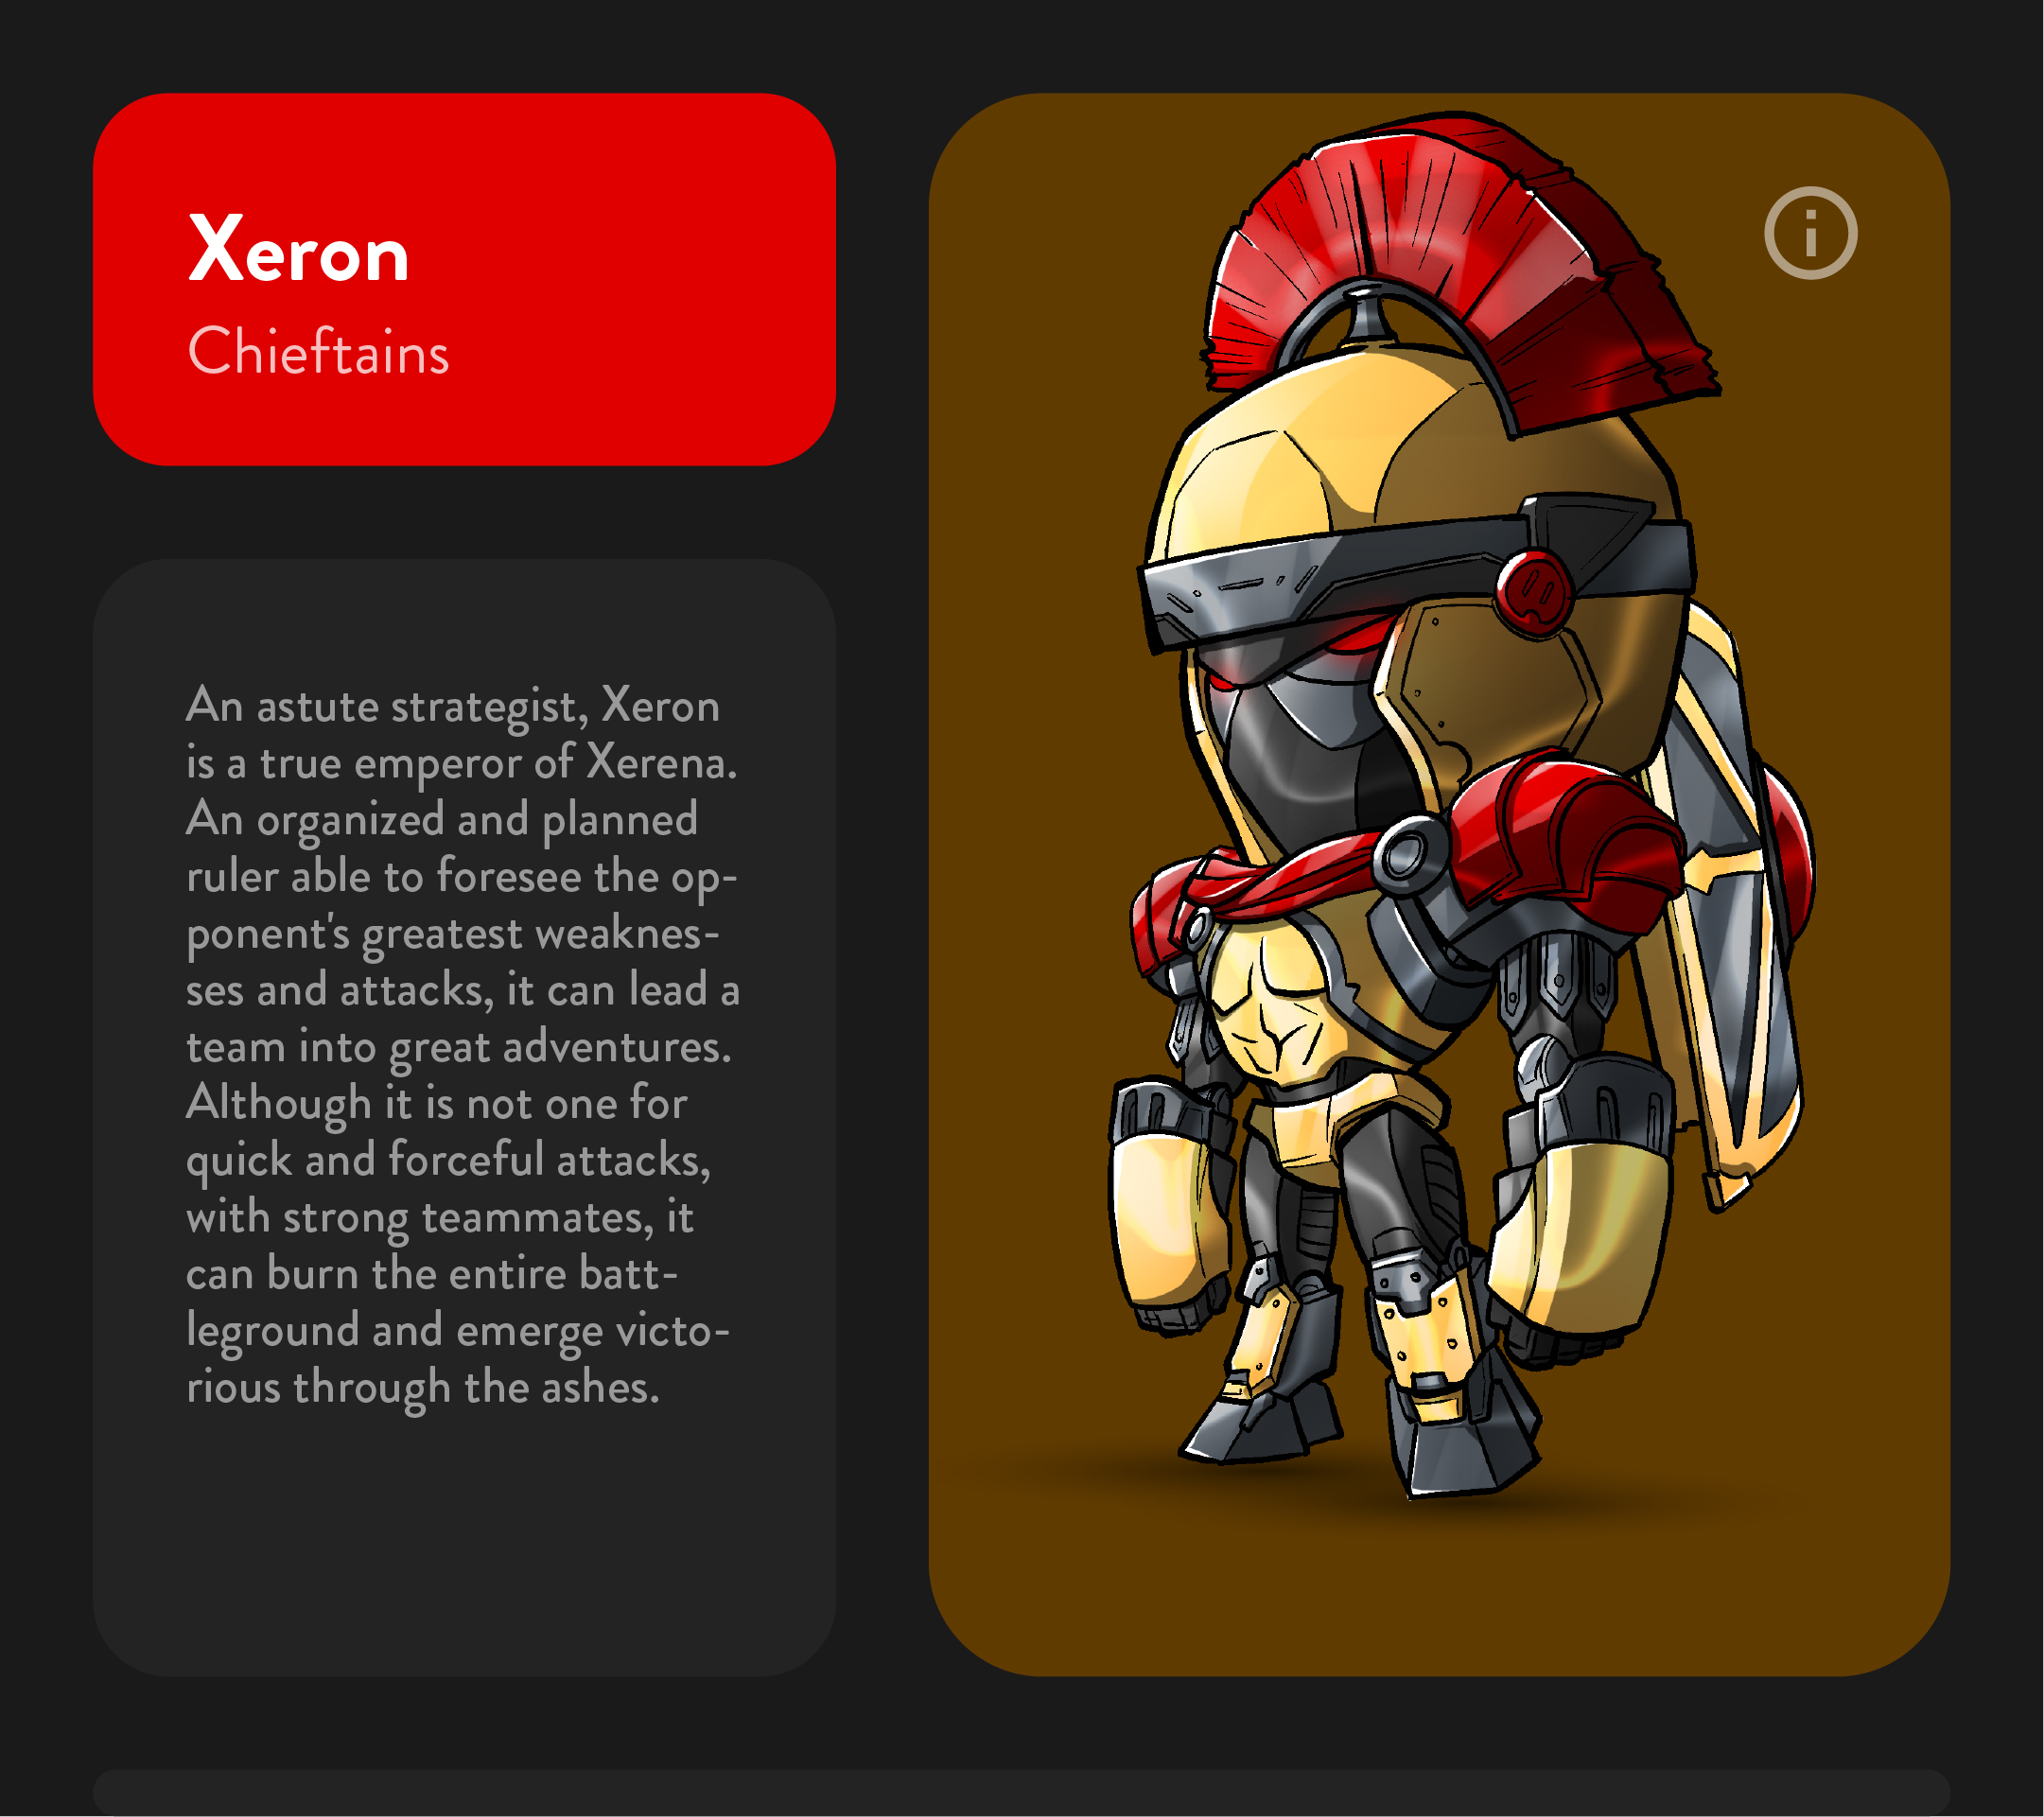 Xeron
Chieftains
An astute strategist, Xeron
is a true emperor of Xerena.
An organized and planned
ruler able to foresee the op-
ponent's greatest weaknes-
ses and attacks, it can lead a
team into great adventures.
Although it is not one for
quick and forceful attacks,
with strong teammates, it
can burn the entire batt-
leground and emerge victo-
rious through the ashes.